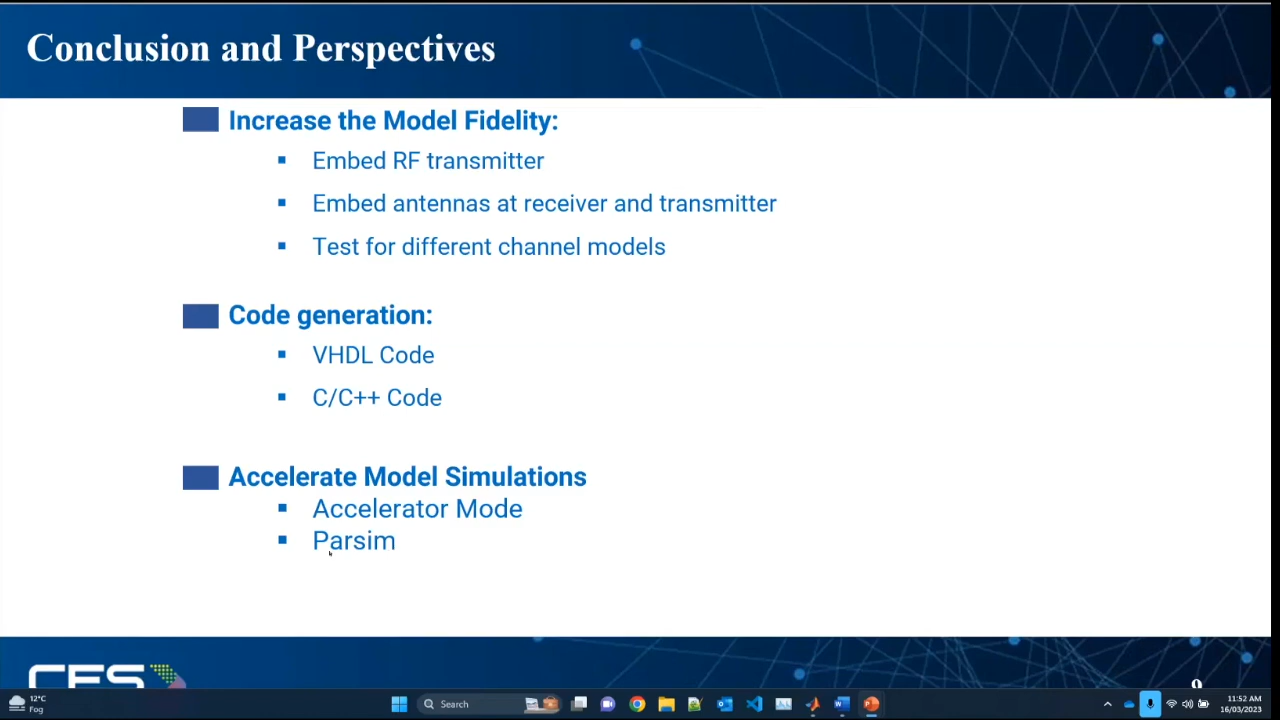 Conclusion and Perspectives
Increase the Model Fidelity:
▪ Embed RF transmitter
▪ Embed antennas at receiver and transmitter
▪ Test for different channel models
Code generation:
▪ VHDL Code
▪ C/C++ Code
Accelerate Model Simulations
▪ Accelerator Mode
▪ Parsim
9
12°C
Fog
Search
11:52 AM
16/03/2023